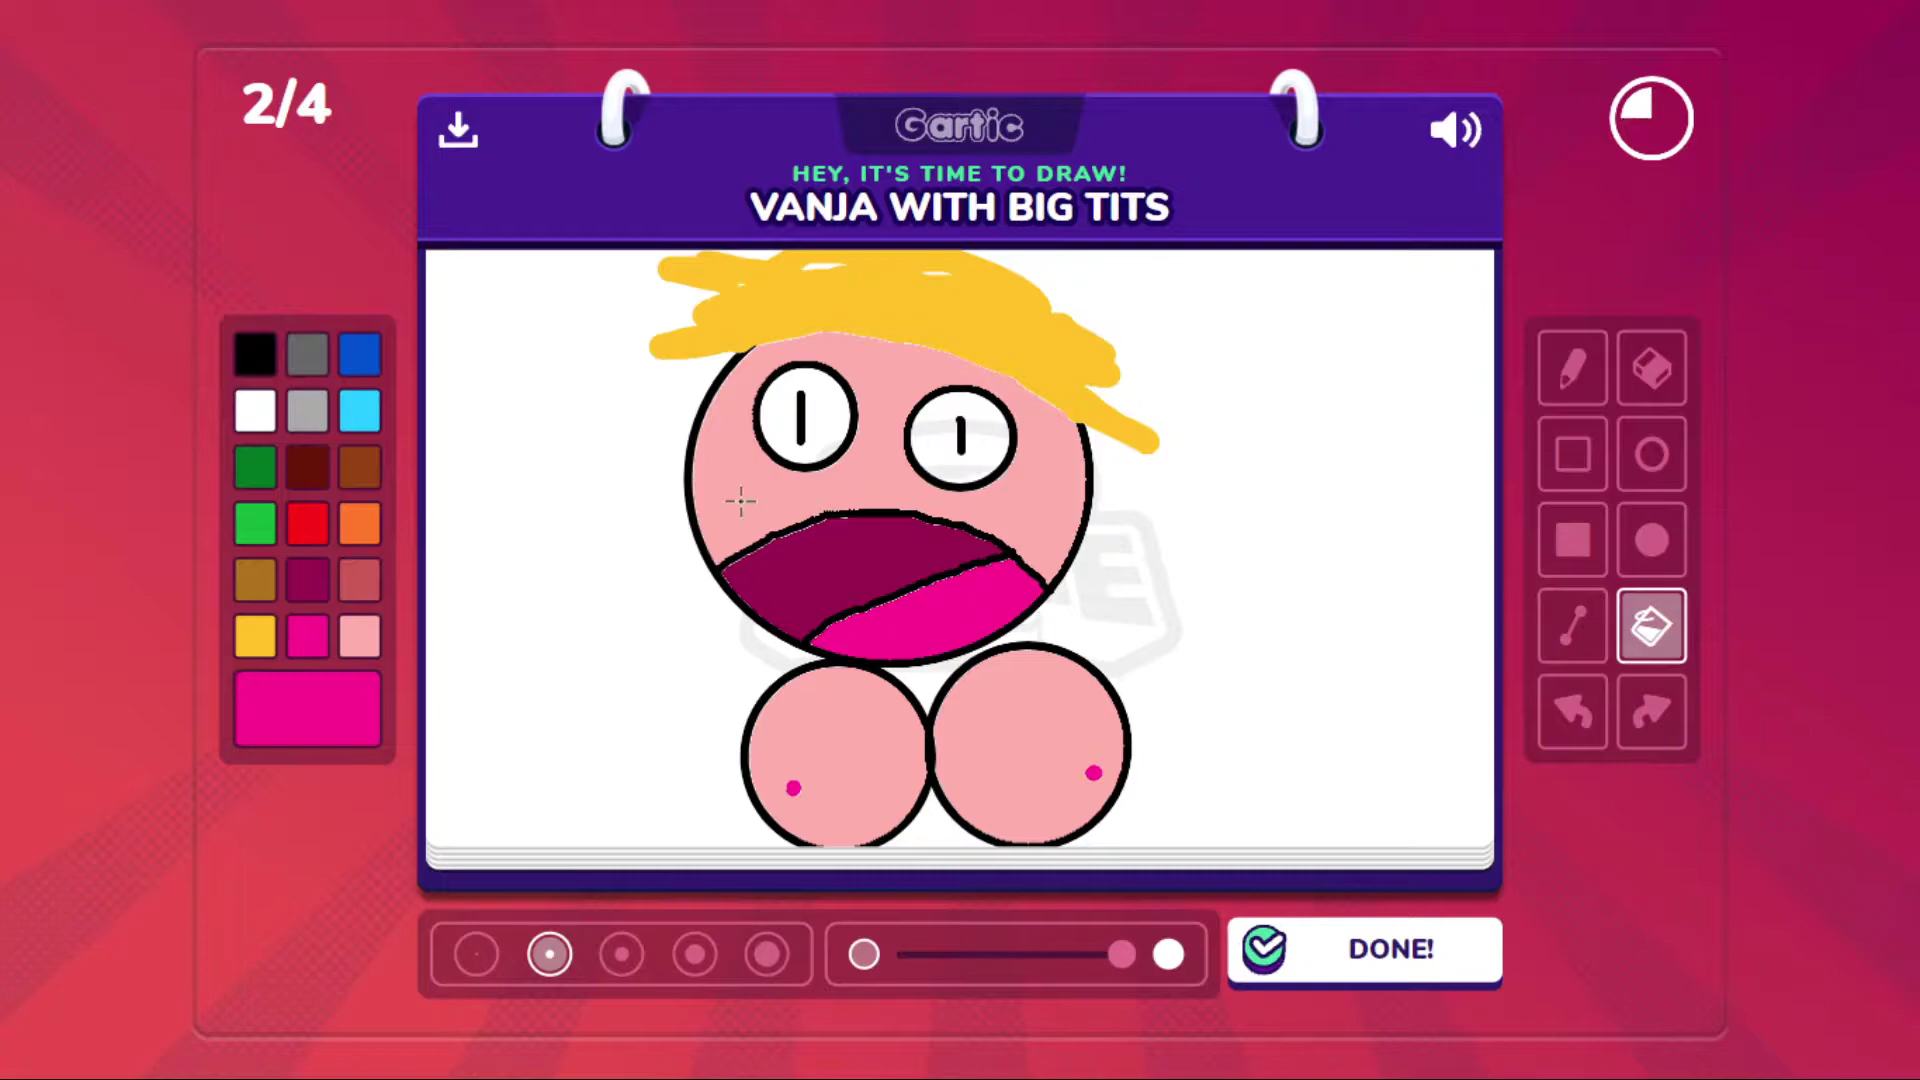 2/4
Gartic
HEY, IT'S TIME TO DRAW!
VANJA WITH BIG TITS
DONE!